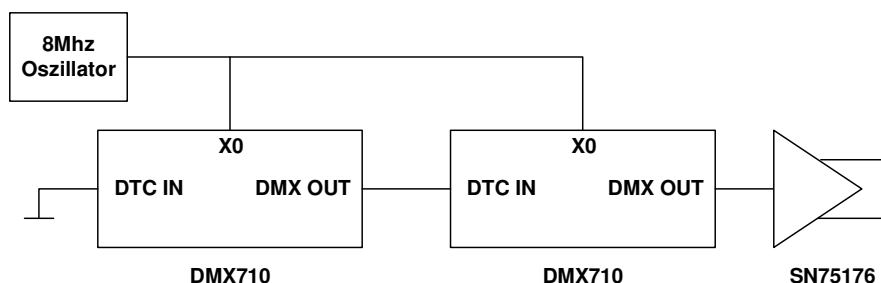 8Mhz
Oszillator
X0
X0
DTC IN
DMX OUT
DTC IN
DMX OUT
DMX710
DMX710
SN75176